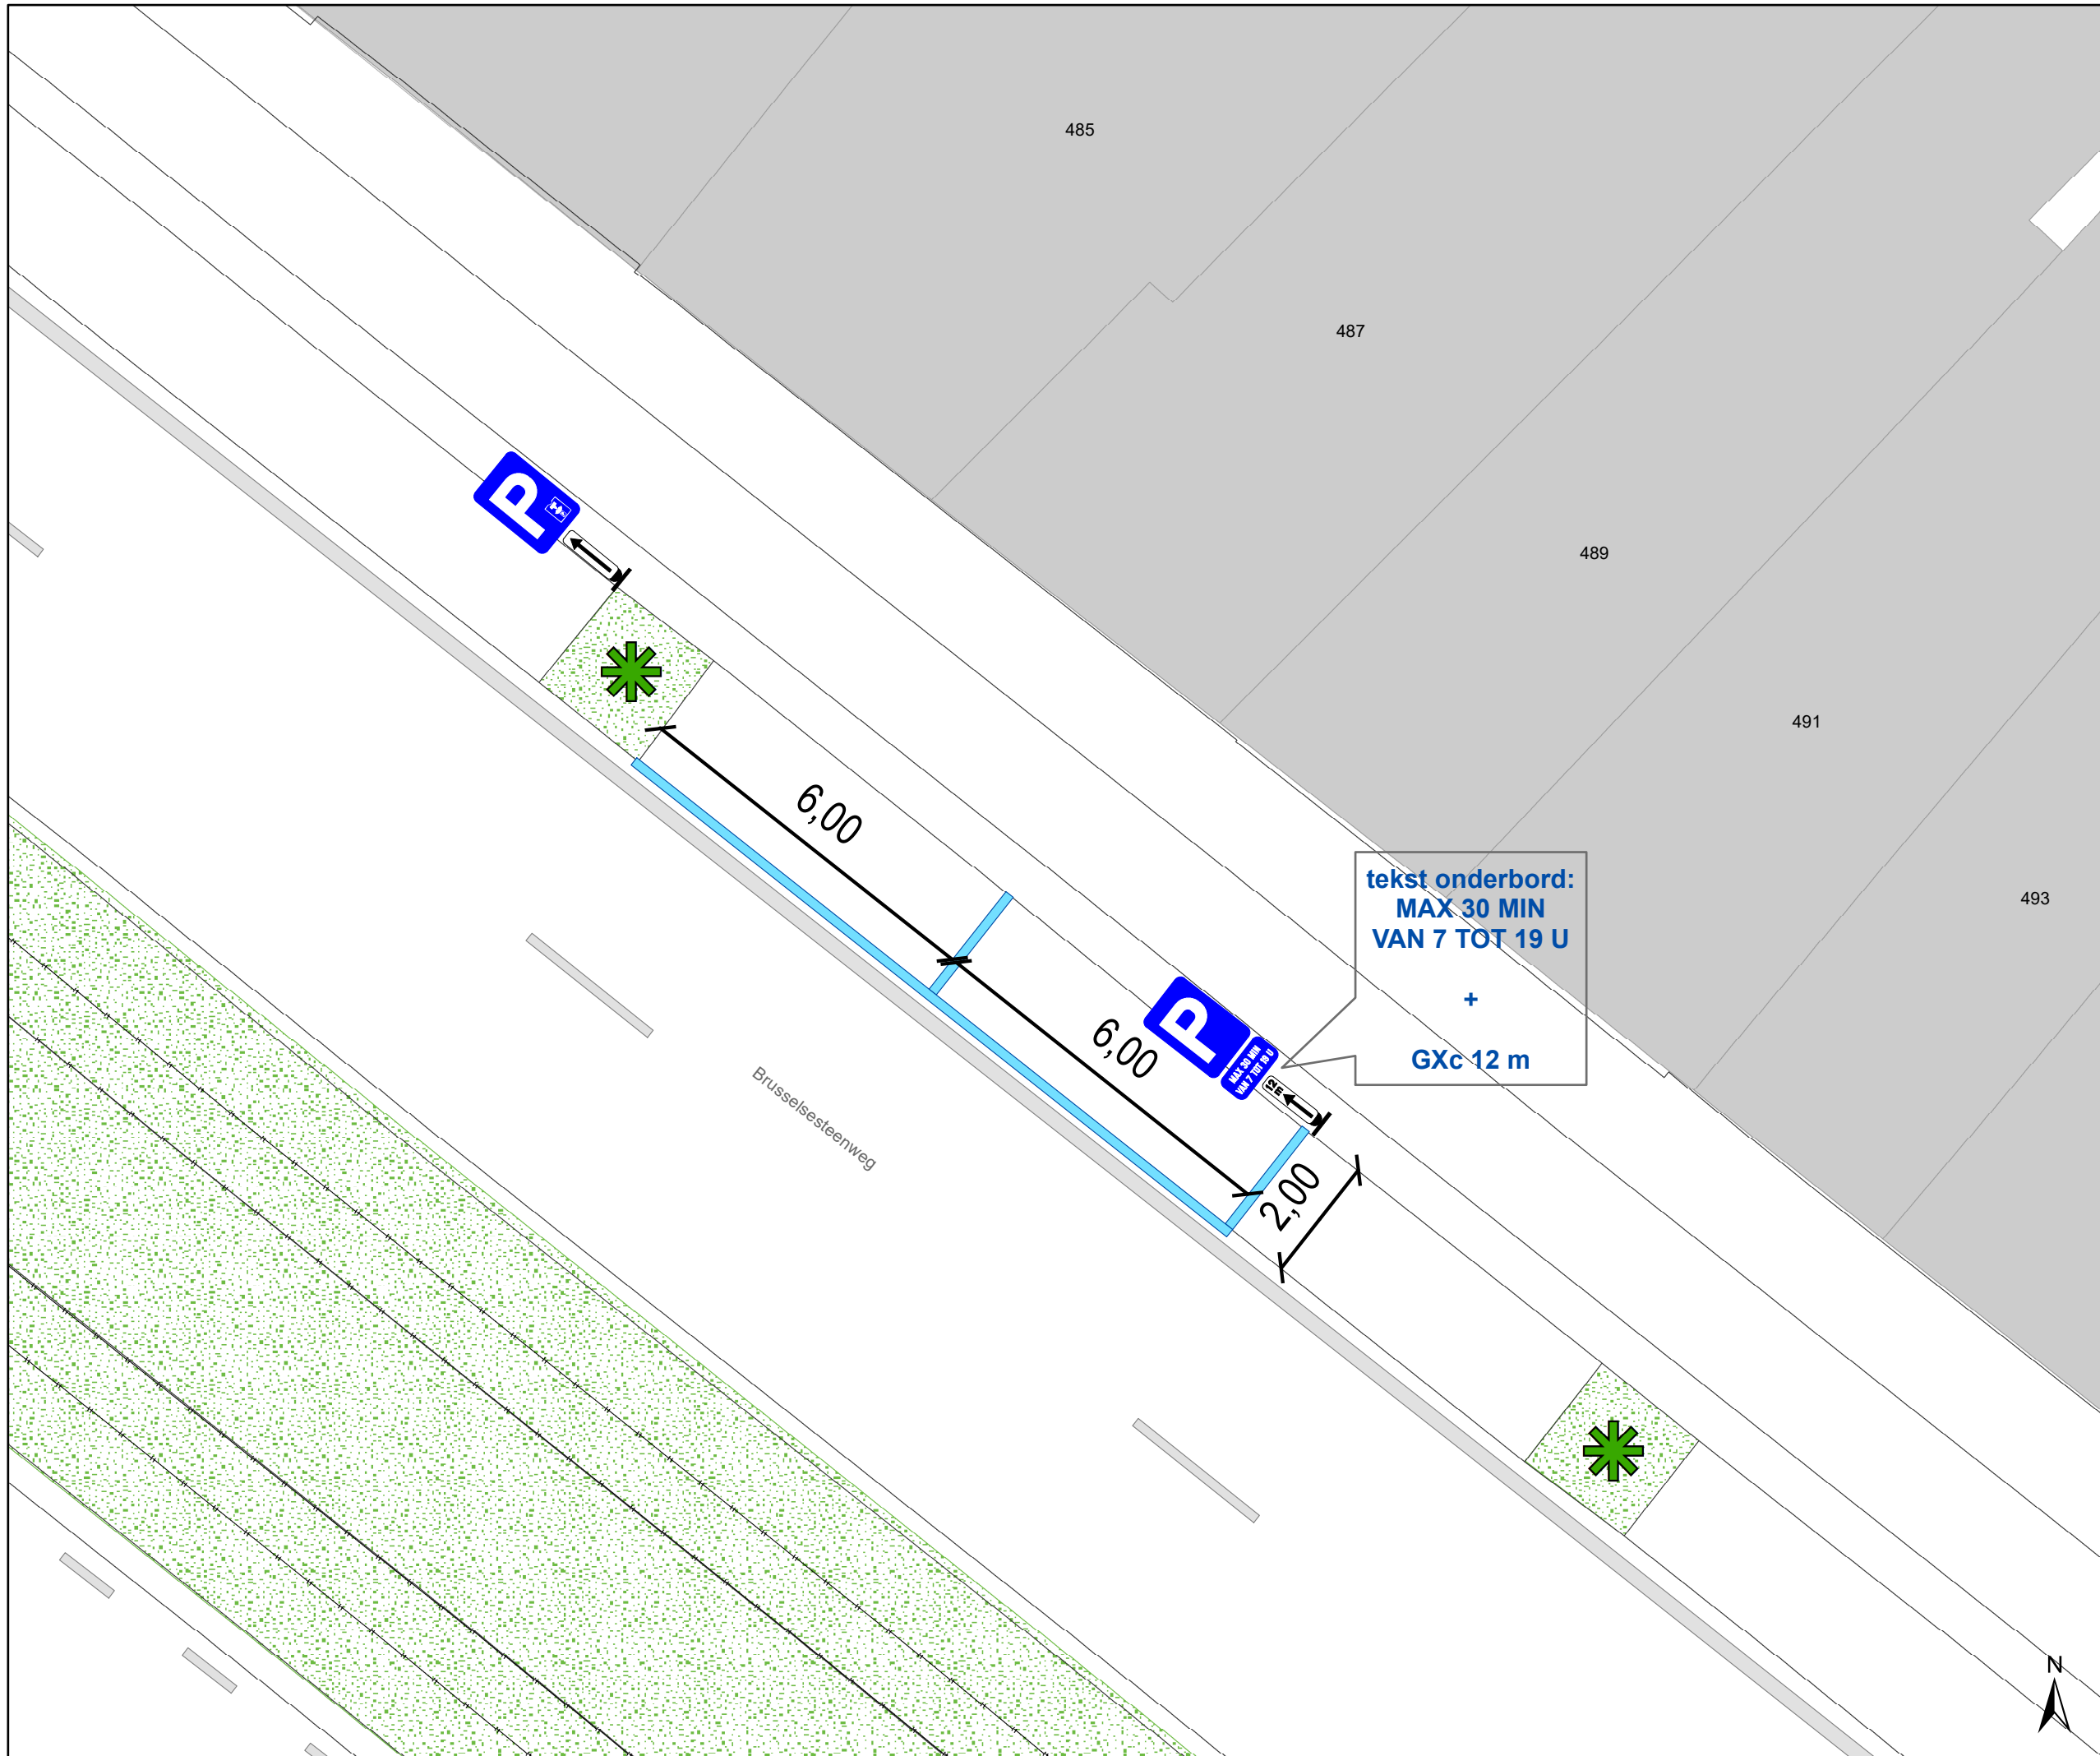 485
487
489
491
493
P
6,00
tekst onderbord:
MAX 30 MIN
VAN 7 TOT 19 U
+
GXc 12 m
P
MAX 30 MIN
VAN 7 TOT 19 U
12 m
6,00
Brusselsesteenweg
2,00
N